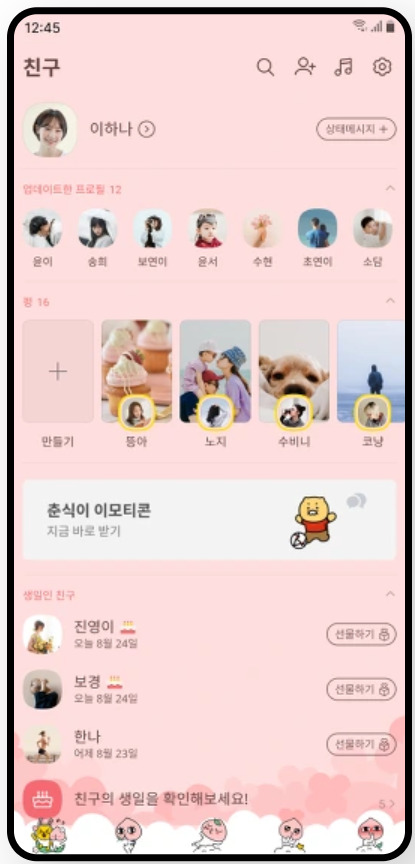 12:45
친구
이하나
상태메시지 +
업데이트한 프로필 12
윤이 송희 보연이 윤서 수현 초연이 소담
펑 16
만들기 뜽아 노지 수비니 코냥
춘식이 이모티콘
지금 바로 받기
생일인 친구
진영이
오늘 8월 24일
선물하기
보경
오늘 8월 24일
선물하기
한나
어제 8월 23일
선물하기
친구의 생일을 확인해보세요!
5